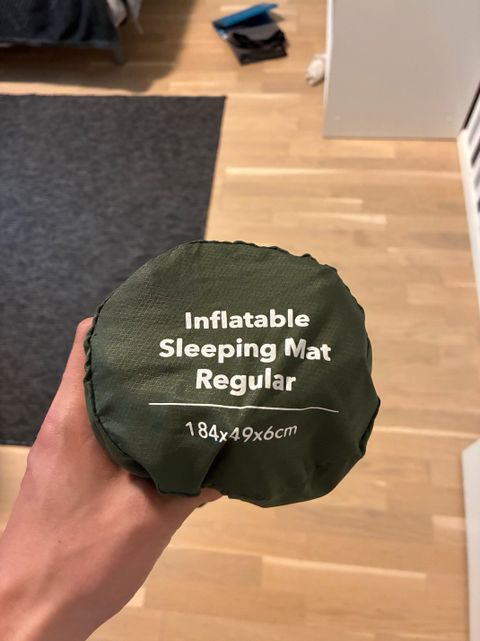 Inflatable
Sleeping Mat
Regular
184x49x6cm